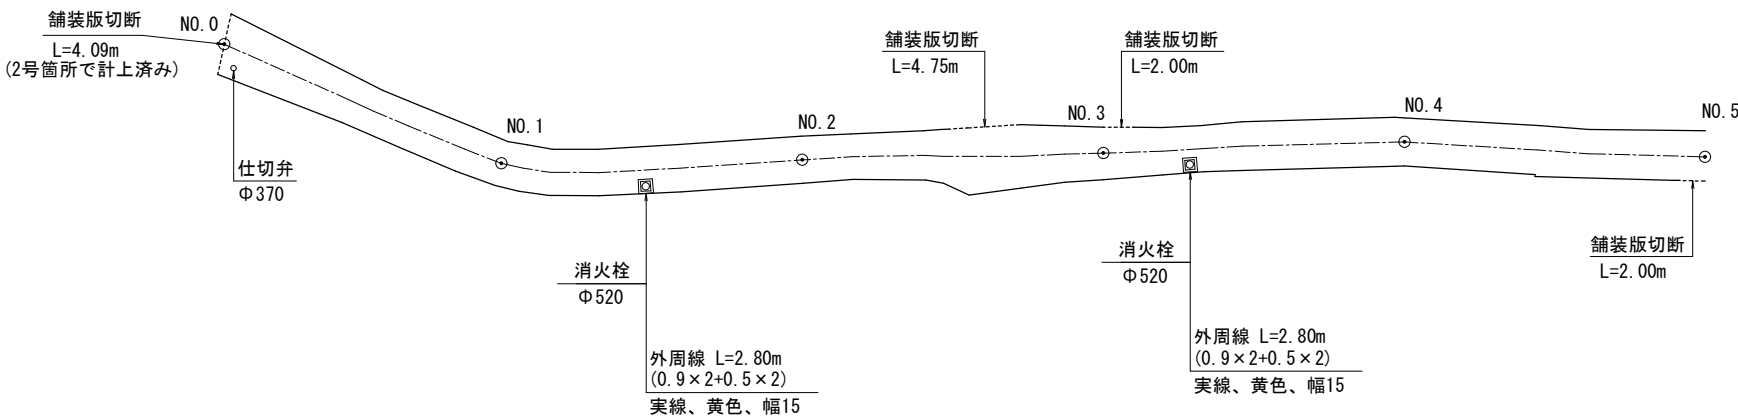 舗装版切断
L=4.09m
(2号箇所で計上済み)
NO.0
仕切弁
Φ370
NO.1
消火栓
Φ520
外周線 L=2.80m
(0.9×2+0.5×2)
実線、黄色、幅15
NO.2
舗装版切断
L=4.75m
NO.3
舗装版切断
L=2.00m
消火栓
Φ520
外周線 L=2.80m
(0.9×2+0.5×2)
実線、黄色、幅15
NO.4
NO.5
舗装版切断
L=2.00m